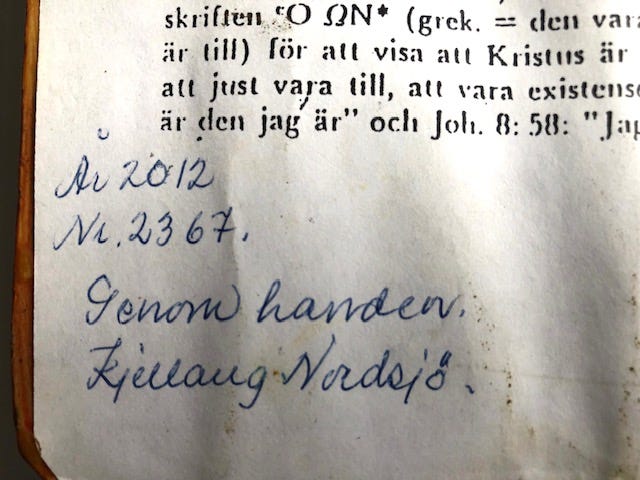 skriften "Ο ΩΝ* (grek. = den vara
är till) för att visa att Kristus är
att just vara till, att vara existens
är den jag är" och Joh. 8: 58: "Jag
År 2012
Nr. 2367.
Genom handen.
Kjellaug Nordsjö.